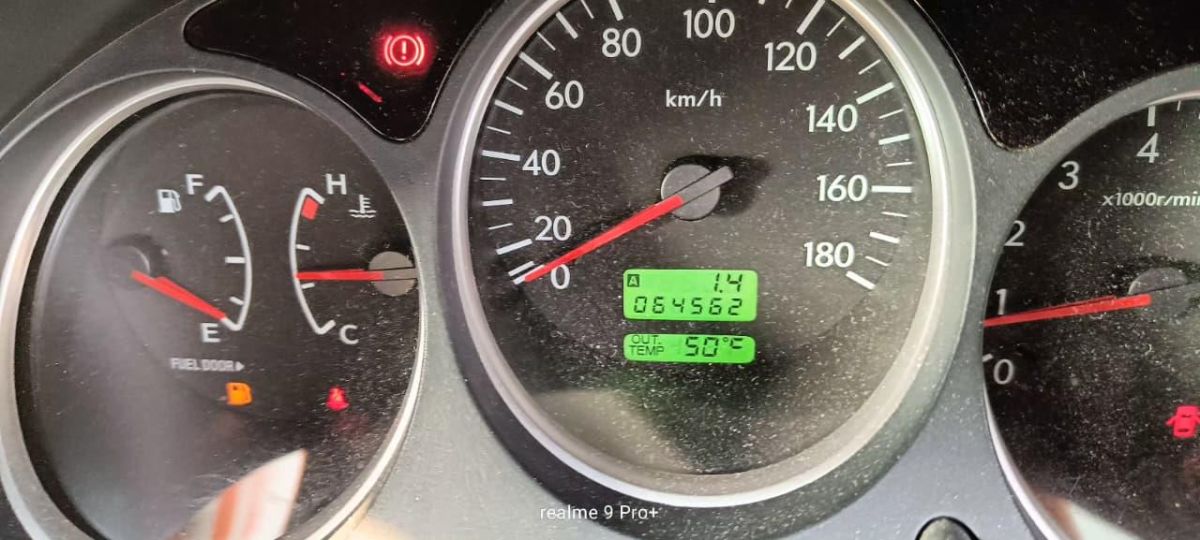 100
80
120
60
km/h
140
40
160
20
180
0
F
H
E
C
FUEL DOOR
A 1.4
064562
OUT.
TEMP 50°C
4
3
x1000r/min
2
1
0
realme 9 Pro+